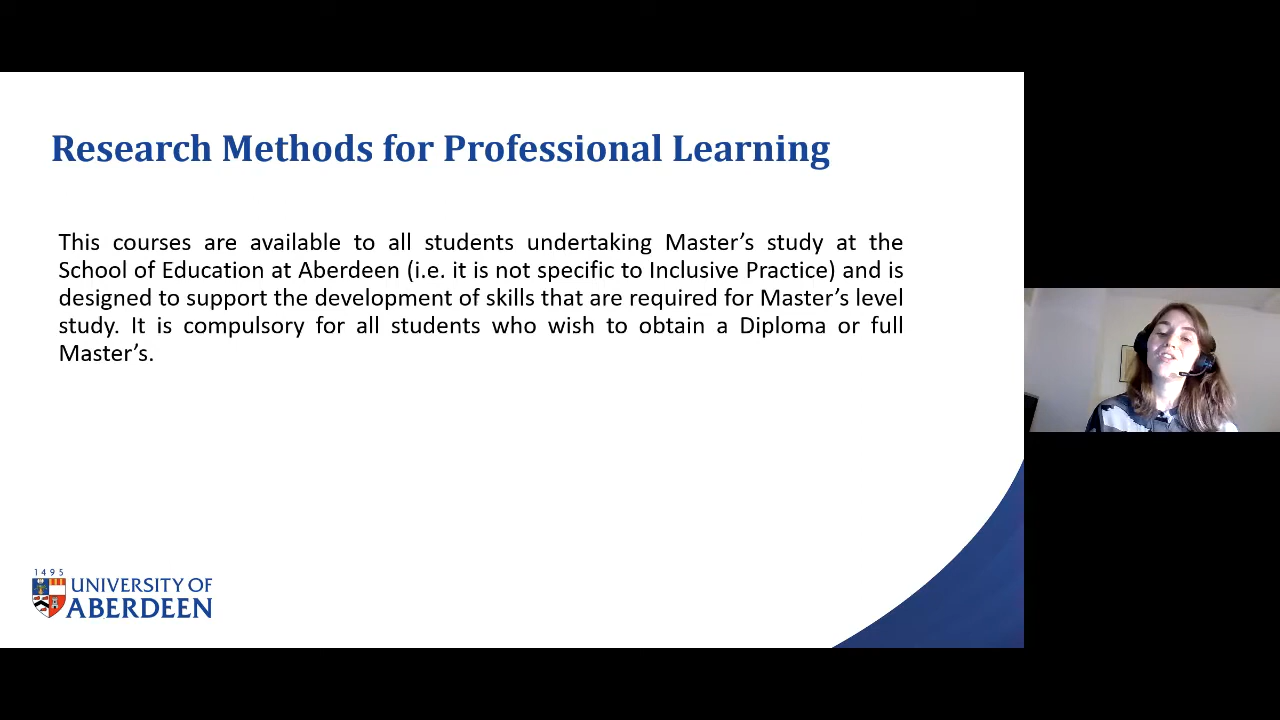 Research Methods for Professional Learning
This courses are available to all students undertaking Master’s study at the
School of Education at Aberdeen (i.e. it is not specific to Inclusive Practice) and is
designed to support the development of skills that are required for Master’s level
study. It is compulsory for all students who wish to obtain a Diploma or full
Master’s.
1495
UNIVERSITY OF
ABERDEEN